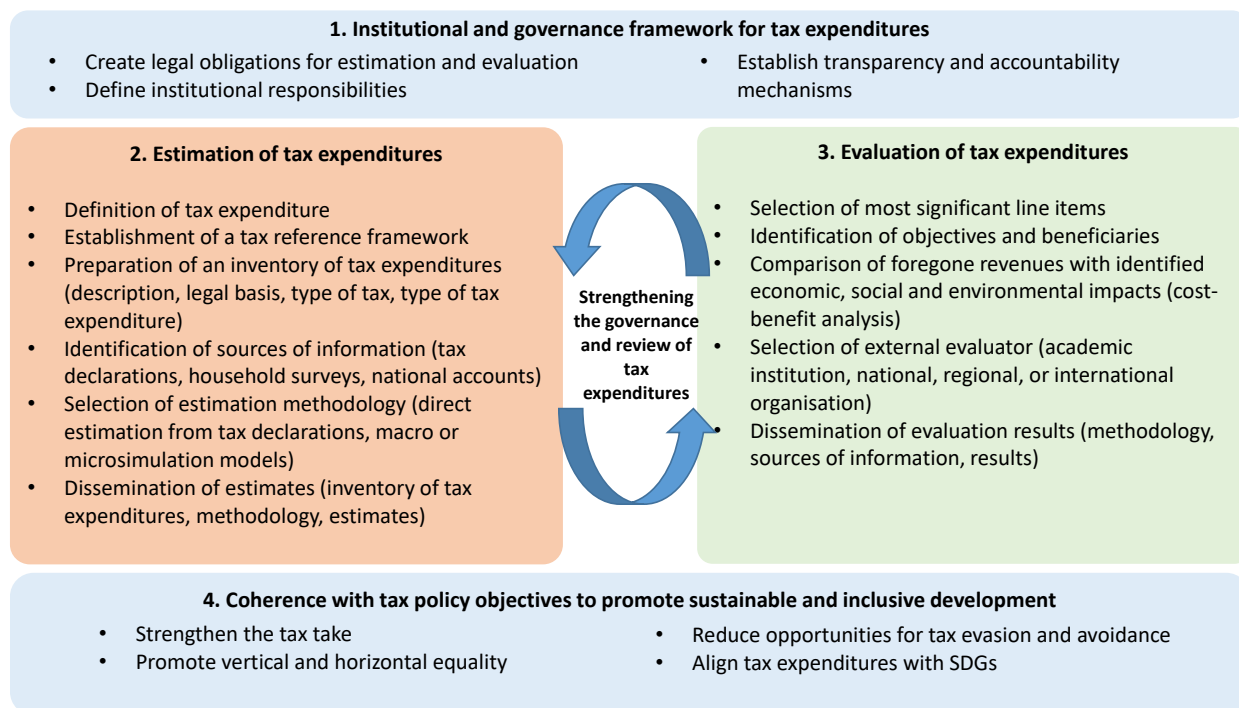 1. Institutional and governance framework for tax expenditures
• Create legal obligations for estimation and evaluation
• Define institutional responsibilities
• Establish transparency and accountability
mechanisms
2. Estimation of tax expenditures
• Definition of tax expenditure
• Establishment of a tax reference framework
• Preparation of an inventory of tax expenditures
(description, legal basis, type of tax, type of tax
expenditure)
• Identification of sources of information (tax
declarations, household surveys, national accounts)
• Selection of estimation methodology (direct
estimation from tax declarations, macro or
microsimulation models)
• Dissemination of estimates (inventory of tax
expenditures, methodology, estimates)
Strengthening
the governance
and review of
tax
expenditures
3. Evaluation of tax expenditures
• Selection of most significant line items
• Identification of objectives and beneficiaries
• Comparison of foregone revenues with identified
economic, social and environmental impacts (cost-
benefit analysis)
• Selection of external evaluator (academic
institution, national, regional, or international
organisation)
• Dissemination of evaluation results (methodology,
sources of information, results)
4. Coherence with tax policy objectives to promote sustainable and inclusive development
• Strengthen the tax take
• Promote vertical and horizontal equality
• Reduce opportunities for tax evasion and avoidance
• Align tax expenditures with SDGs